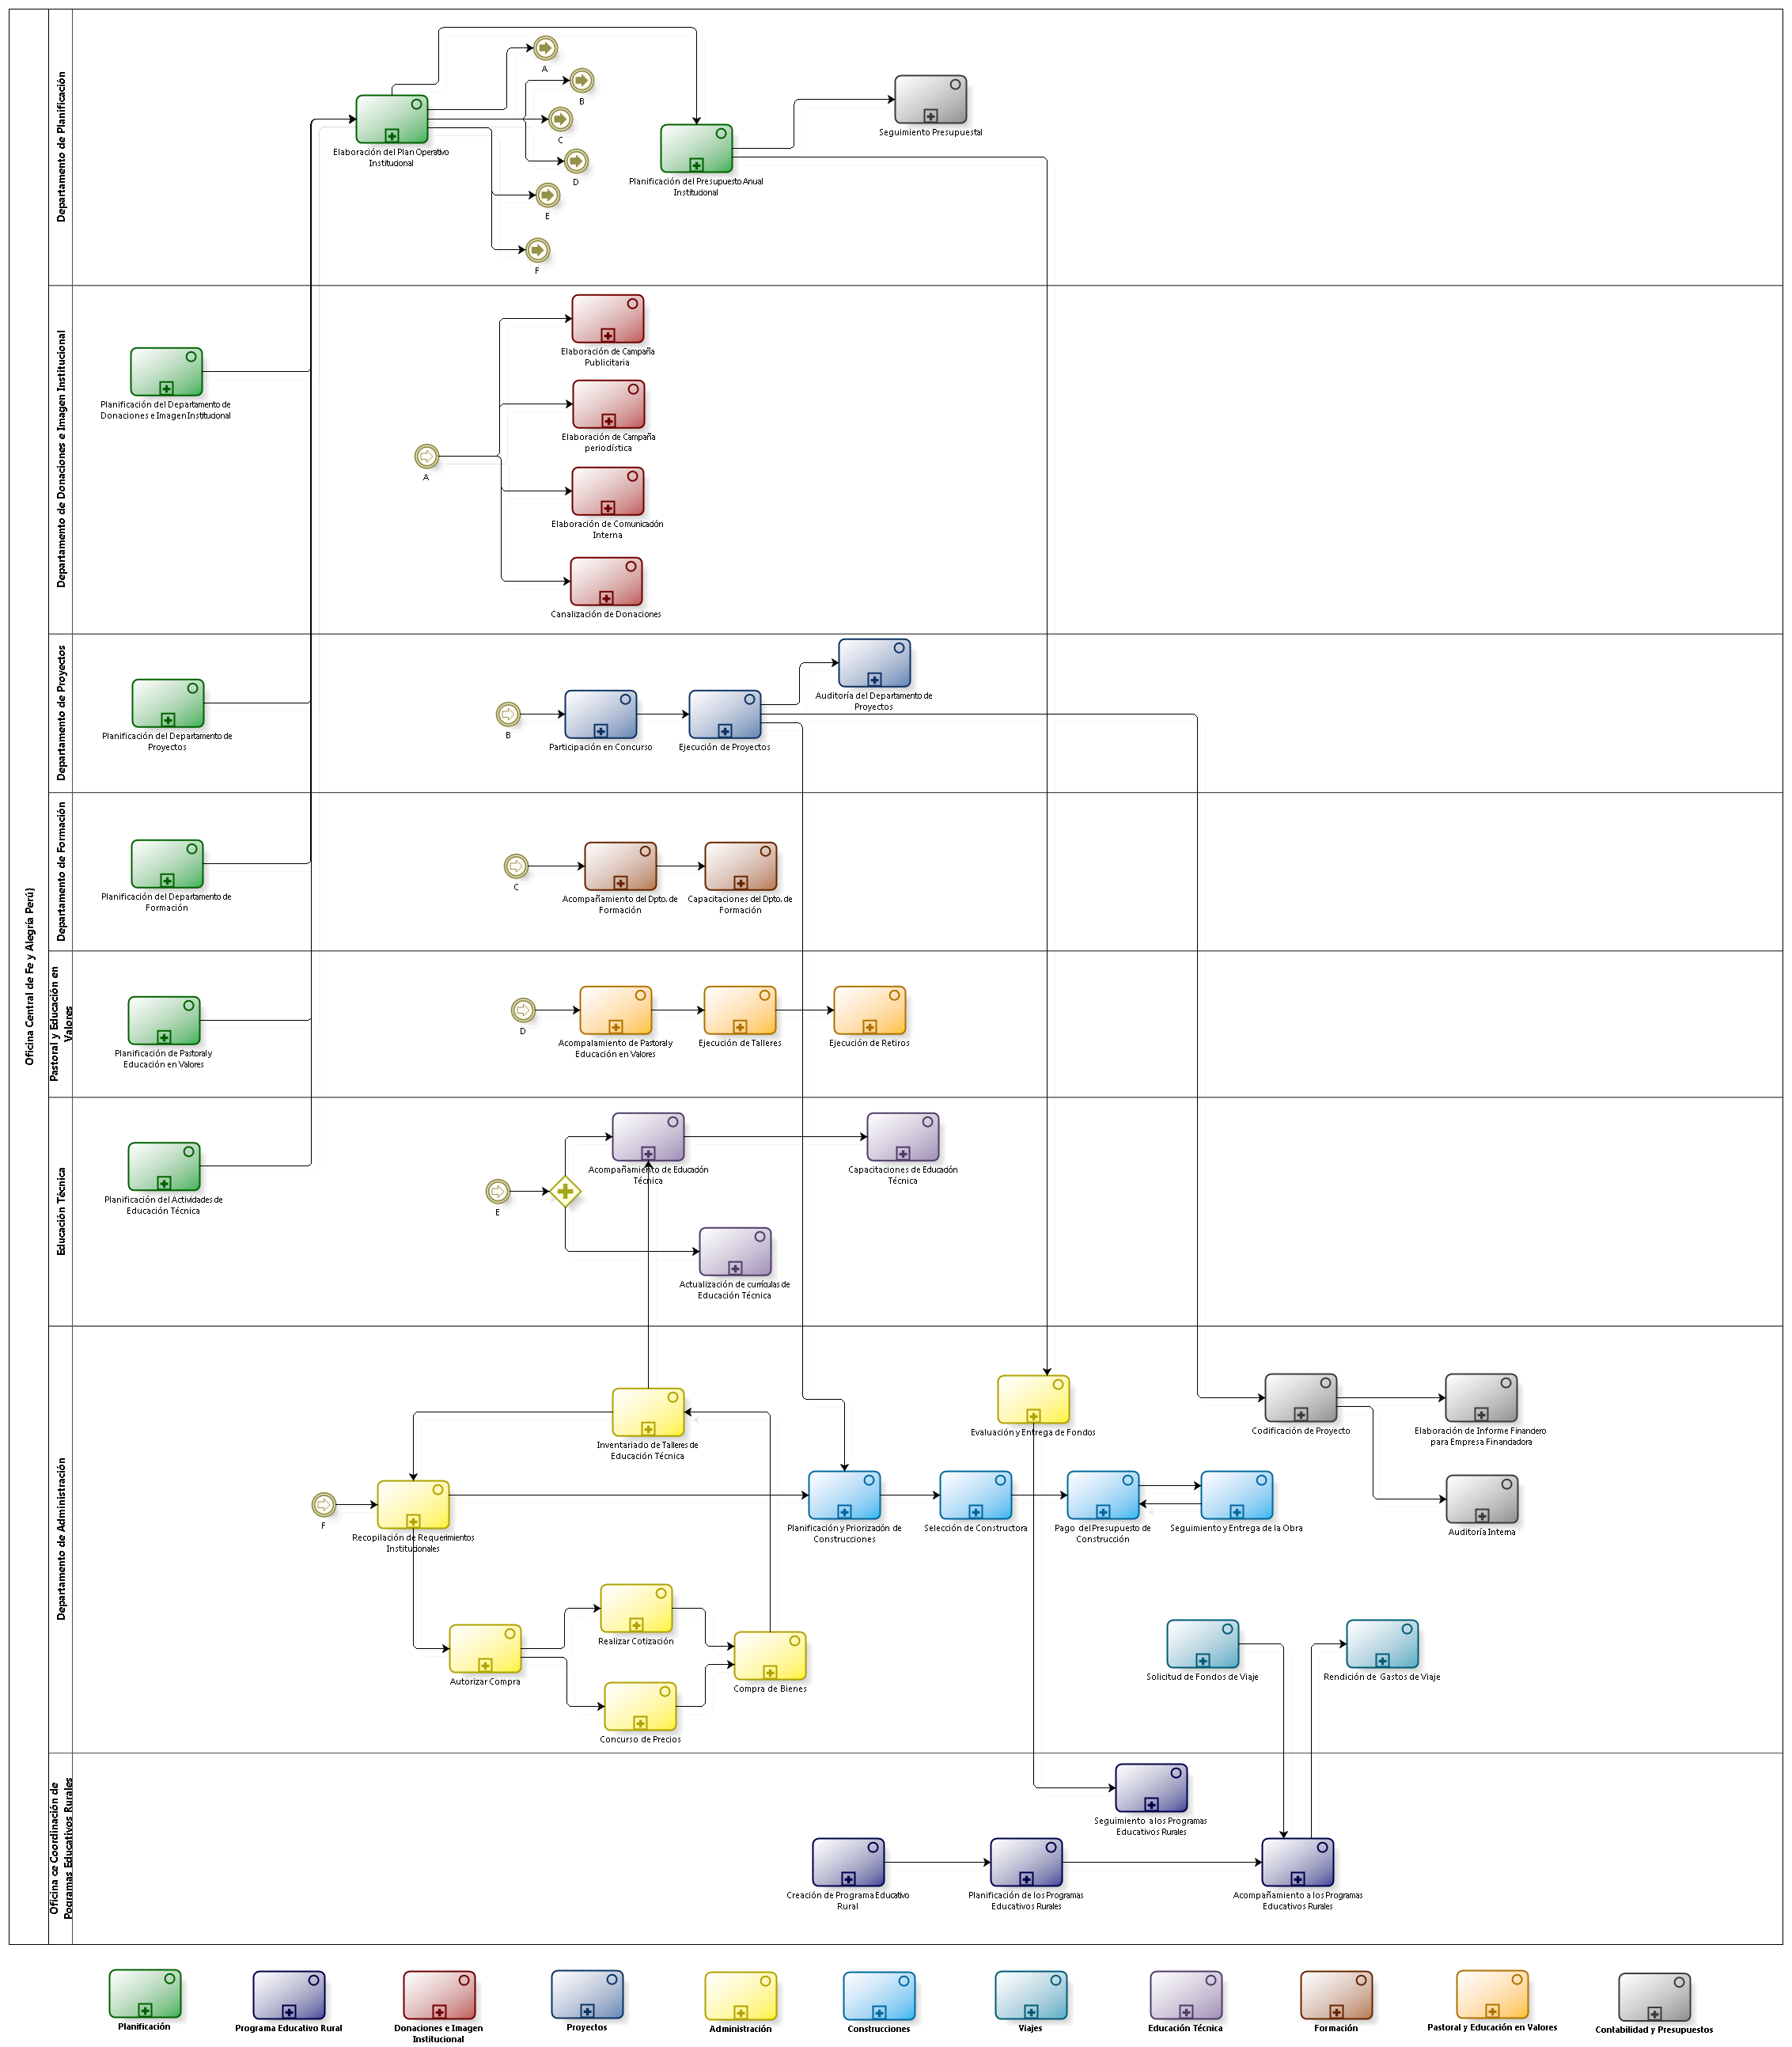 Oficina Central de Fe y Alegría Perú)
Departamento de Planificación
A
B
C
D
E
F
Elaboración del Plan Operativo
Institucional
Planificación del Presupuesto Anual
Institucional
Seguimiento Presupuestal
Departamento de Donaciones e Imagen Institucional
Planificación del Departamento de
Donaciones e Imagen Institucional
A
Elaboración de Campaña
Publicitaria
Elaboración de Campaña
periodística
Elaboración de Comunicación
Interna
Canalización de Donaciones
Departamento de Proyectos
Planificación del Departamento de
Proyectos
B
Participación en Concurso
Ejecución de Proyectos
Auditoría del Departamento de
Proyectos
Departamento de Formación
Planificación del Departamento de
Formación
C
Acompañamiento del Dpto. de
Formación
Capacitaciones del Dpto. de
Formación
Pastoral y Educación en
Valores
Planificación de Pastoral y
Educación en Valores
D
Acompalamiento de Pastoral y
Educación en Valores
Ejecución de Talleres
Ejecución de Retiros
Educación Técnica
Planificación del Actividades de
Educación Técnica
E
Acompañamiento de Educación
Técnica
Capacitaciones de Educación
Técnica
Actualización de currículas de
Educación Técnica
Departamento de Administración
Inventariado de Talleres de
Educación Técnica
Evaluación y Entrega de Fondos
Codificación de Proyecto
Elaboración de Informe Financiero
para Empresa Financiadora
F
Recopilación de Requerimientos
Institucionales
Planificación y Priorización de
Construcciones
Selección de Constructora
Pago del Presupuesto de
Construcción
Seguimiento y Entrega de la Obra
Auditoría Interna
Autorizar Compra
Realizar Cotización
Concurso de Precios
Compra de Bienes
Solicitud de Fondos de Viaje
Rendición de Gastos de Viaje
Oficina de Coordinación de
Pogramas Educativos Rurales
Seguimiento a los Programas
Educativos Rurales
Creación de Programa Educativo
Rural
Planificación de los Programas
Educativos Rurales
Acompañamiento a los Programas
Educativos Rurales
Planificación
Programa Educativo Rural
Donaciones e Imagen
Institucional
Proyectos
Administración
Construcciones
Viajes
Educación Técnica
Formación
Pastoral y Educación en Valores
Contabilidad y Presupuestos